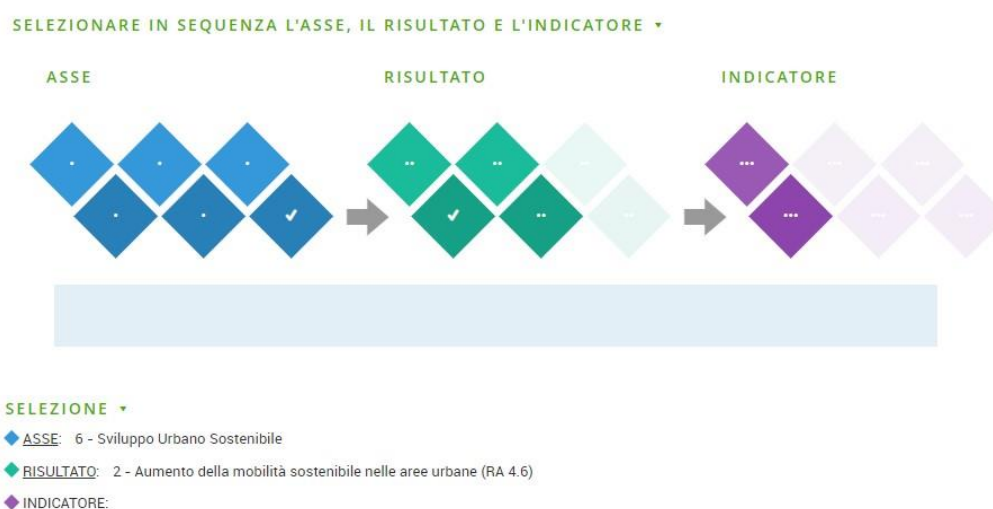 SELEZIONARE IN SEQUENZA L'ASSE, IL RISULTATO E L'INDICATORE
ASSE RISULTATO INDICATORE
SELEZIONE
ASSE: 6 - Sviluppo Urbano Sostenibile
RISULTATO: 2 - Aumento della mobilità sostenibile nelle aree urbane (RA 4.6)
INDICATORE: